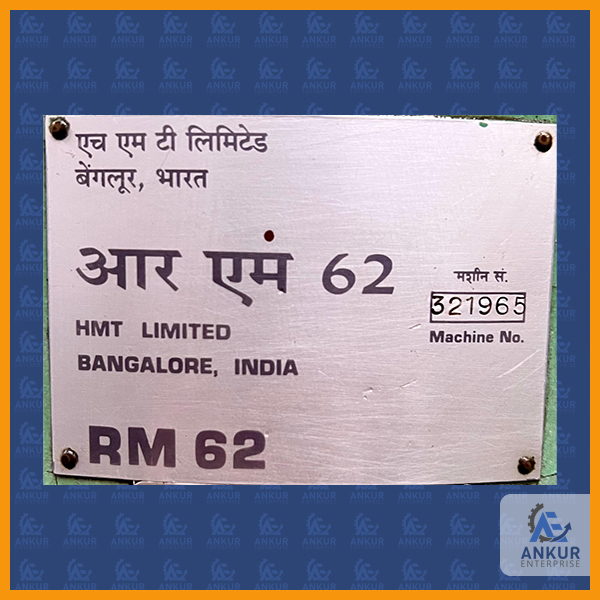 एच एम टी लिमिटेड
बेंगलूर, भारत
आर एम 62
मशीन सं.
321965
Machine No.
HMT LIMITED
BANGALORE, INDIA
RM 62
ANKUR
ENTERPRISE